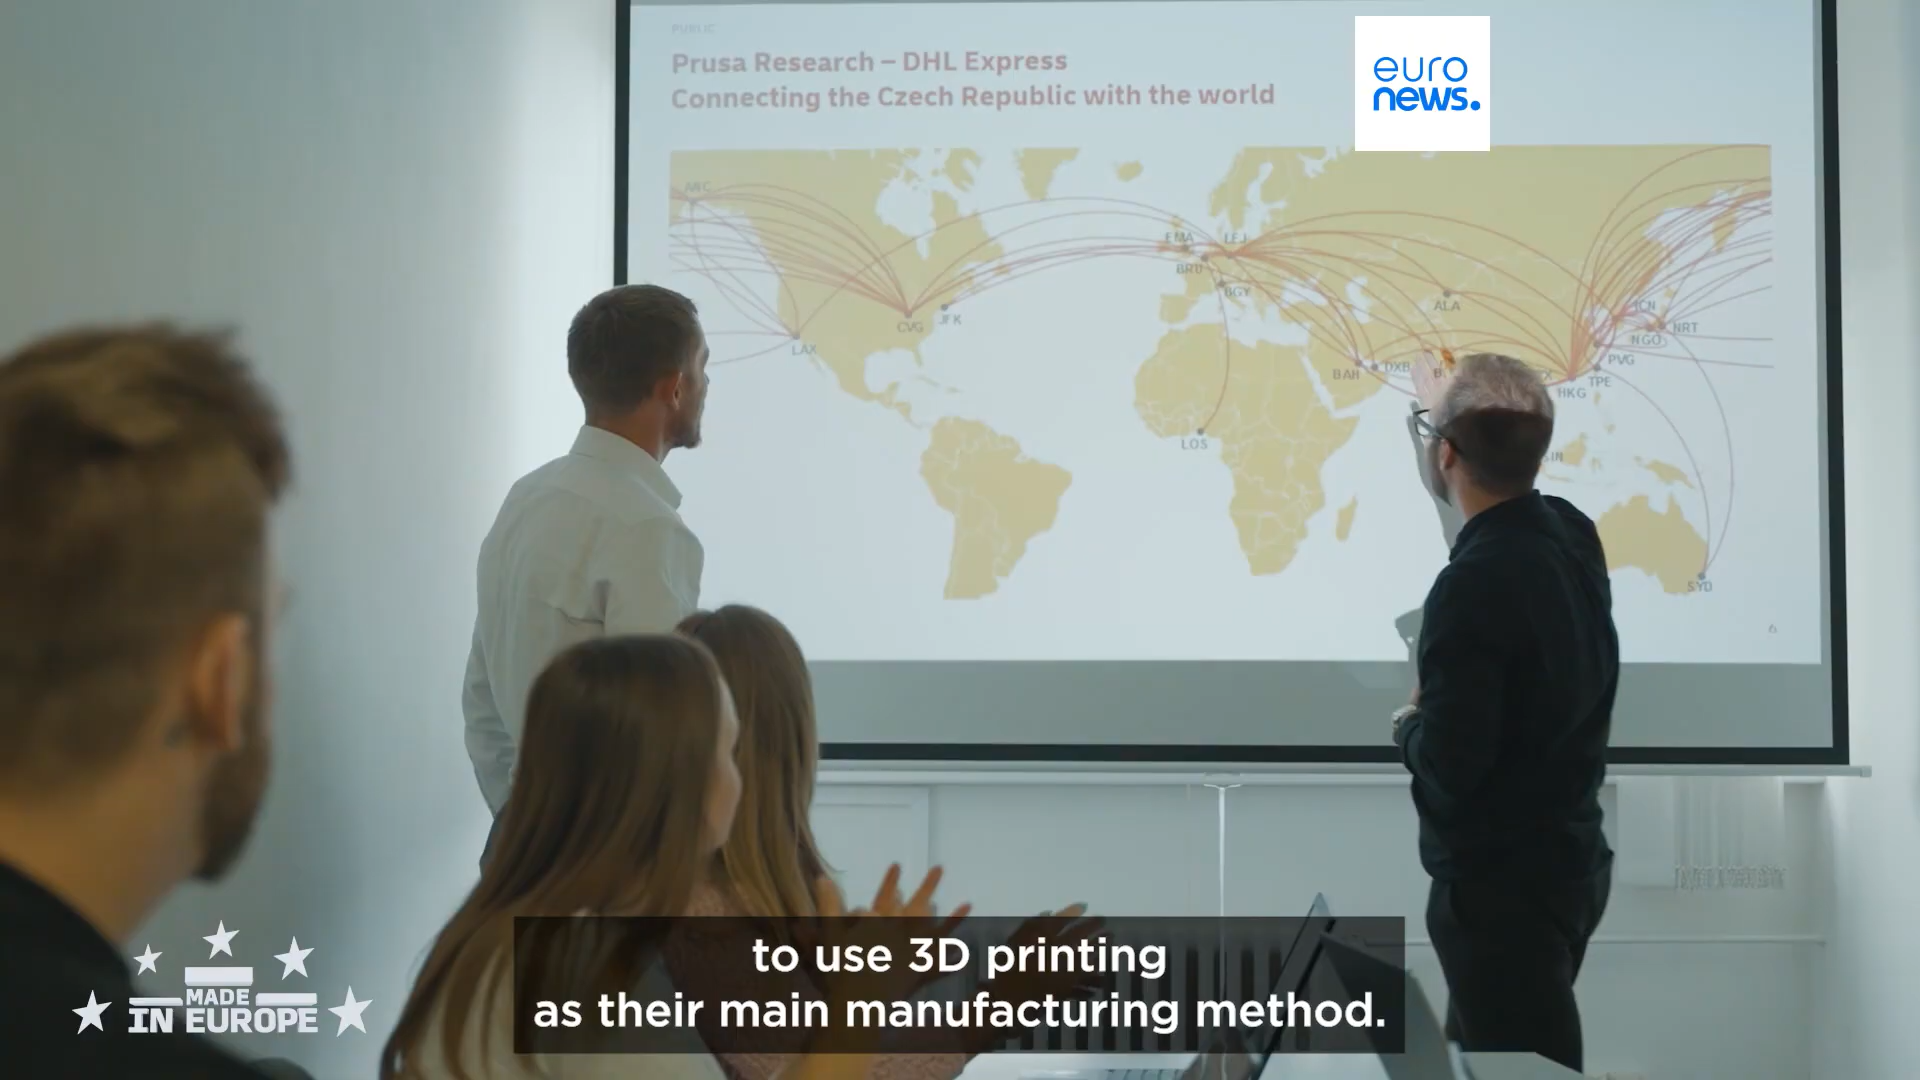 PUBLIC
Prusa Research – DHL Express
Connecting the Czech Republic with the world
euro
news.
ANC
EMA
LEJ
BRU
BGY
ALA
ICN
CVG
JFK
NRT
NGO
LAX
PVG
BAH
DXB
TPE
HKG
LOS
SIN
SYD
6
to use 3D printing
as their main manufacturing method.
MADE
IN EUROPE